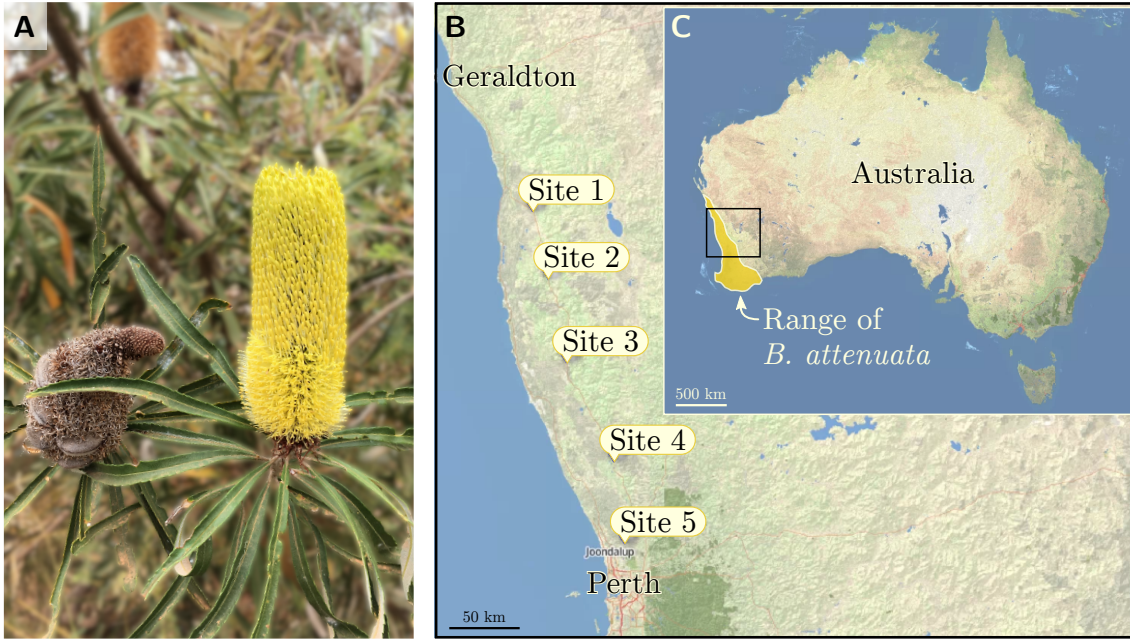 A
B
Geraldton
Site 1
Site 2
Site 3
Site 4
Site 5
Joondalup
Perth
50 km
C
Australia
Range of
B. attenuata
500 km